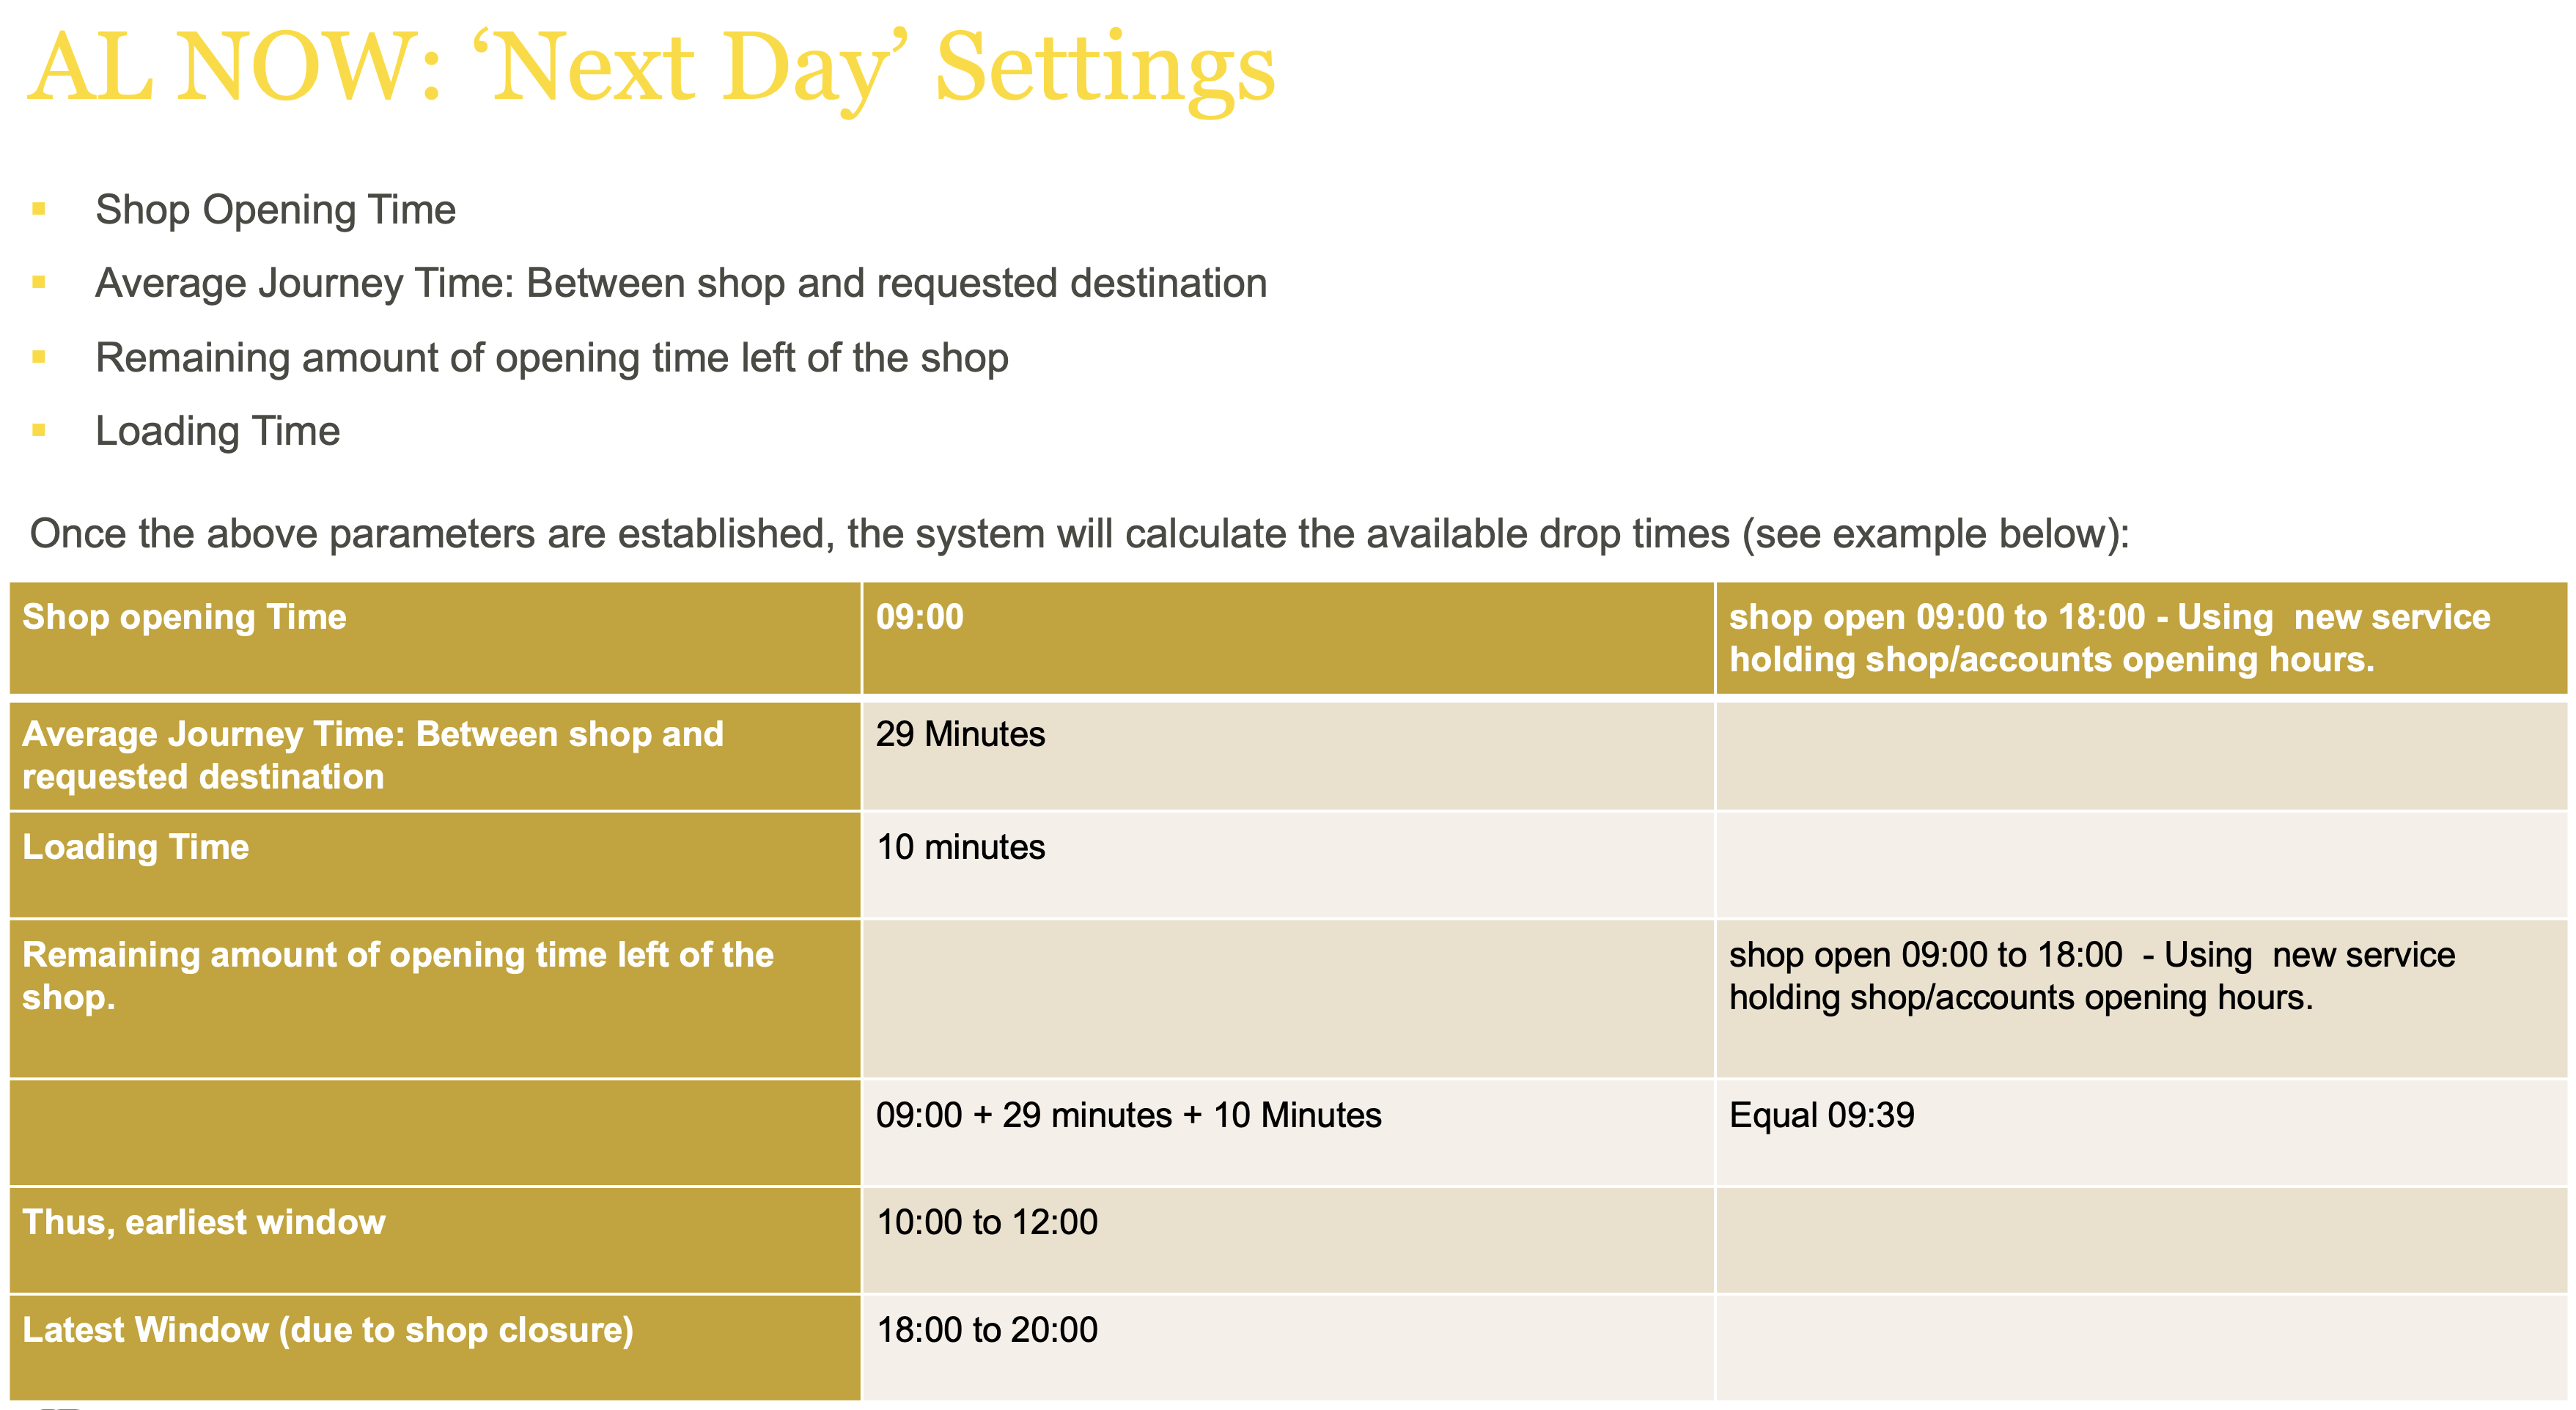 AL NOW: ‘Next Day’ Settings
Shop Opening Time
Average Journey Time: Between shop and requested destination
Remaining amount of opening time left of the shop
Loading Time
Once the above parameters are established, the system will calculate the available drop times (see example below):
Shop opening Time
09:00
shop open 09:00 to 18:00 - Using  new service
holding shop/accounts opening hours.
Average Journey Time: Between shop and
requested destination
29 Minutes
Loading Time
10 minutes
Remaining amount of opening time left of the
shop.
shop open 09:00 to 18:00  - Using  new service
holding shop/accounts opening hours.
09:00 + 29 minutes + 10 Minutes
Equal 09:39
Thus, earliest window
10:00 to 12:00
Latest Window (due to shop closure)
18:00 to 20:00